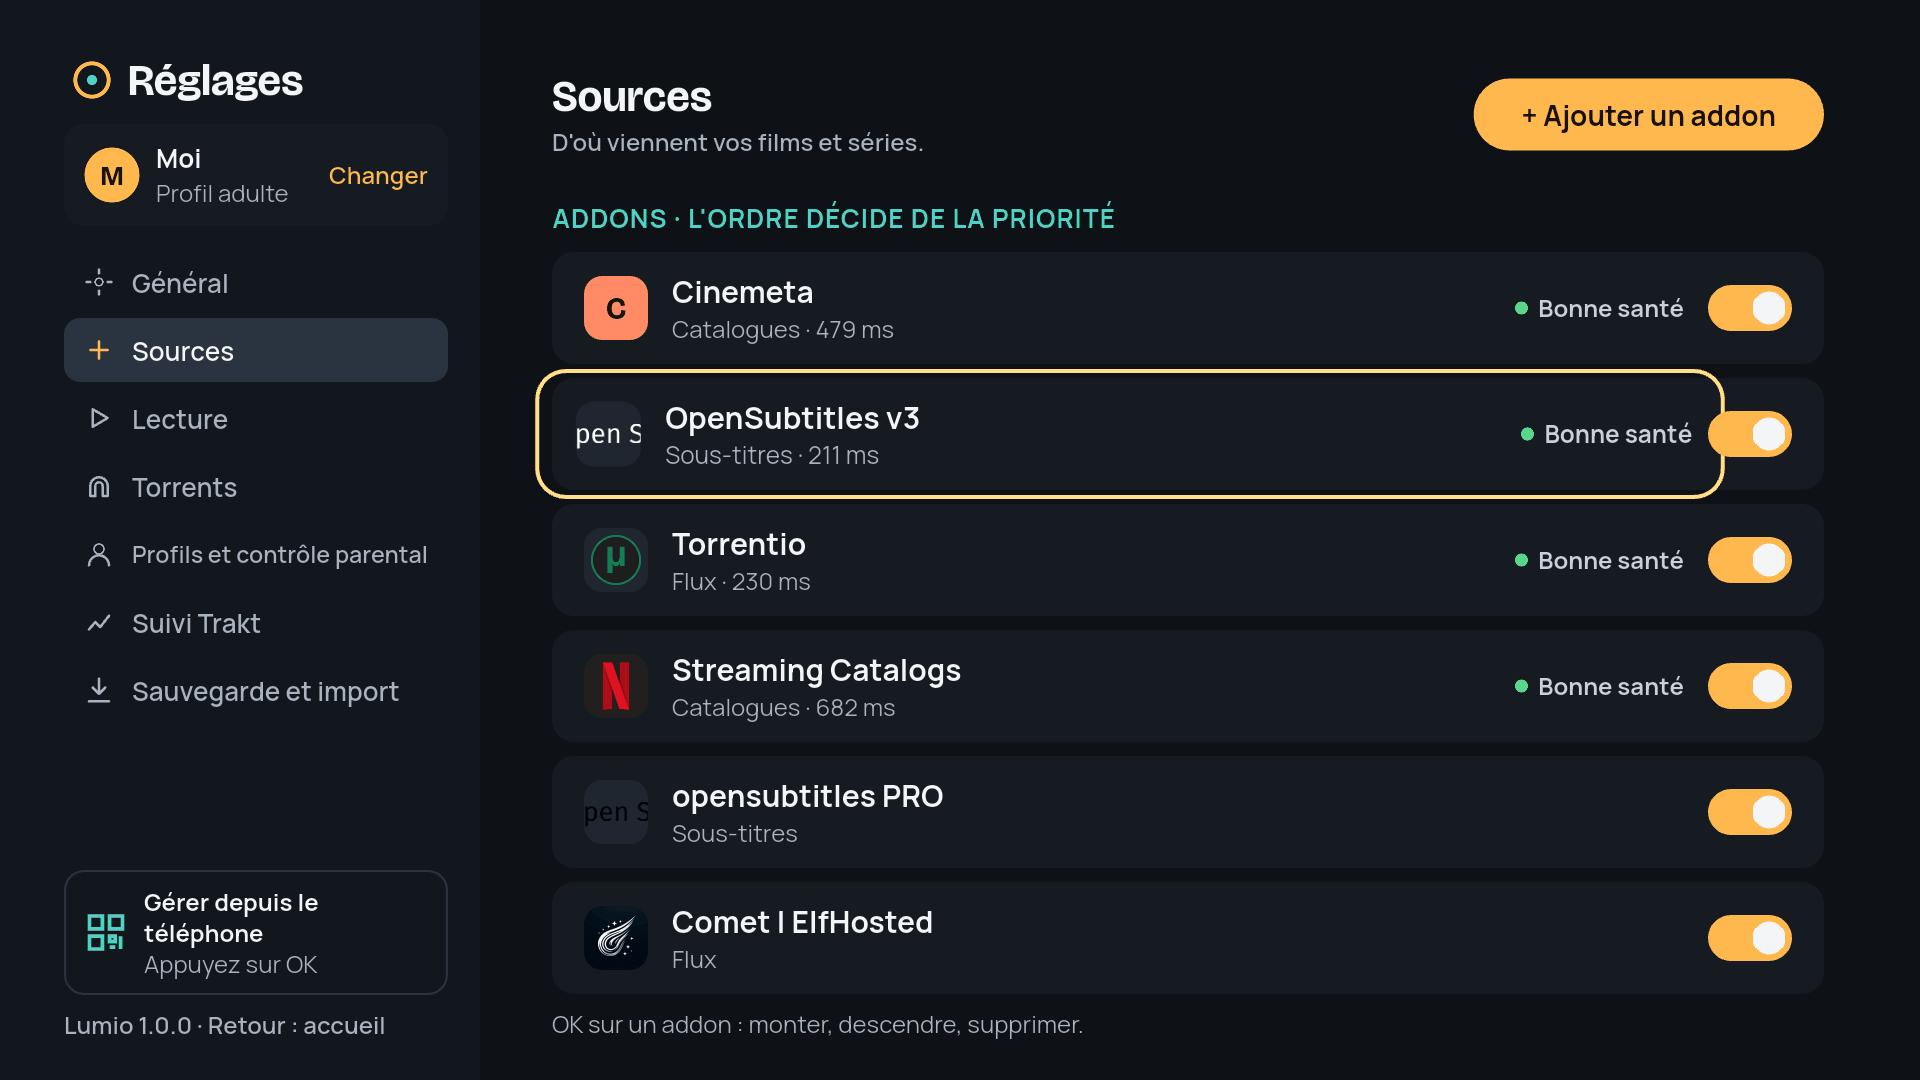 Réglages
M
Moi
Profil adulte
Changer
Général
Sources
Lecture
Torrents
Profils et contrôle parental
Suivi Trakt
Sauvegarde et import
Gérer depuis le
téléphone
Appuyez sur OK
Lumio 1.0.0 · Retour : accueil
Sources
D'où viennent vos films et séries.
+ Ajouter un addon
ADDONS · L'ORDRE DÉCIDE DE LA PRIORITÉ
C
Cinemeta
Catalogues · 479 ms
Bonne santé
pen S
OpenSubtitles v3
Sous-titres · 211 ms
Bonne santé
µ
Torrentio
Flux · 230 ms
Bonne santé
N
Streaming Catalogs
Catalogues · 682 ms
Bonne santé
pen S
opensubtitles PRO
Sous-titres
Comet | ElfHosted
Flux
OK sur un addon : monter, descendre, supprimer.